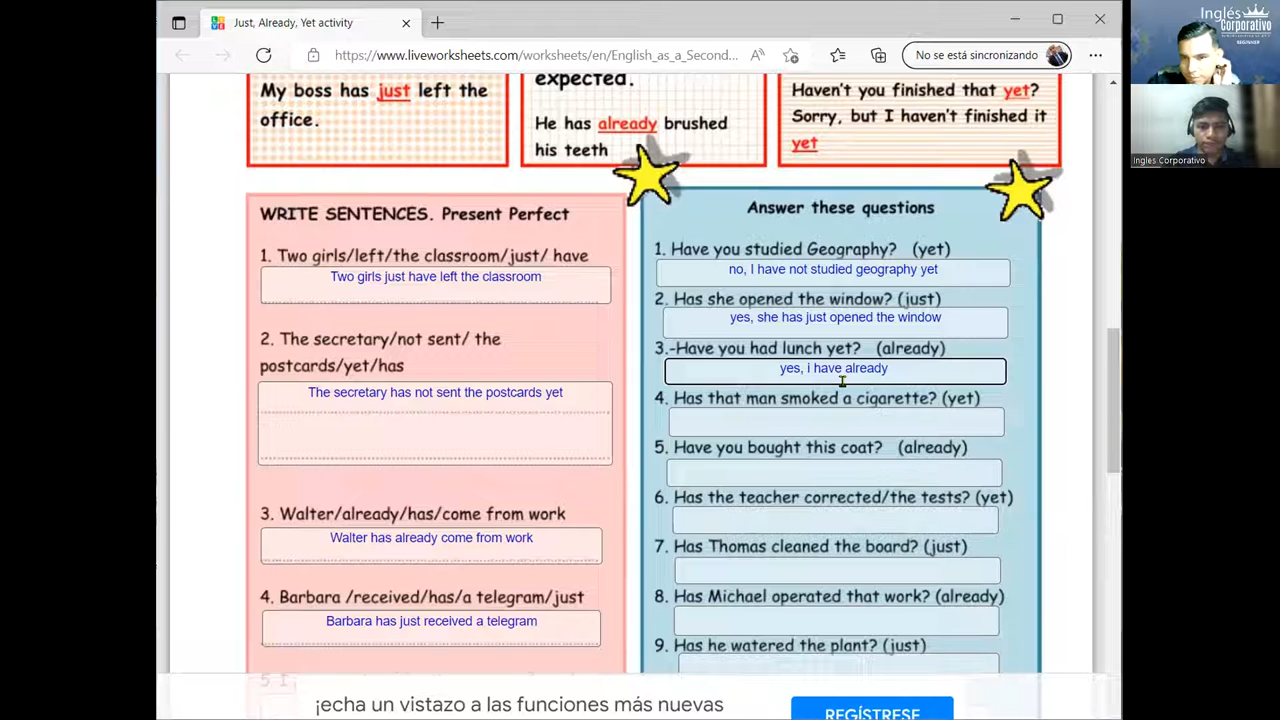 Just, Already, Yet activity
https://www.liveworksheets.com/worksheets/en/English_as_a_Second...
No se está sincronizando
Inglés
Corporativo
BEGINNER
Ingles Corporativo
My boss has just left the
office.
expected.
He has already brushed
his teeth
Haven't you finished that yet?
Sorry, but I haven't finished it
yet
WRITE SENTENCES. Present Perfect
1. Two girls/left/the classroom/just/ have
Two girls just have left the classroom
2. The secretary/not sent/ the
postcards/yet/has
The secretary has not sent the postcards yet
3. Walter/already/has/come from work
Walter has already come from work
4. Barbara /received/has/a telegram/just
Barbara has just received a telegram
Answer these questions
1. Have you studied Geography? (yet)
no, I have not studied geography yet
2. Has she opened the window? (just)
yes, she has just opened the window
3.-Have you had lunch yet? (already)
yes, i have already
4. Has that man smoked a cigarette? (yet)
5. Have you bought this coat? (already)
6. Has the teacher corrected/the tests? (yet)
7. Has Thomas cleaned the board? (just)
8. Has Michael operated that work? (already)
9. Has he watered the plant? (just)
¡echa un vistazo a las funciones más nuevas
REGÍSTRESE